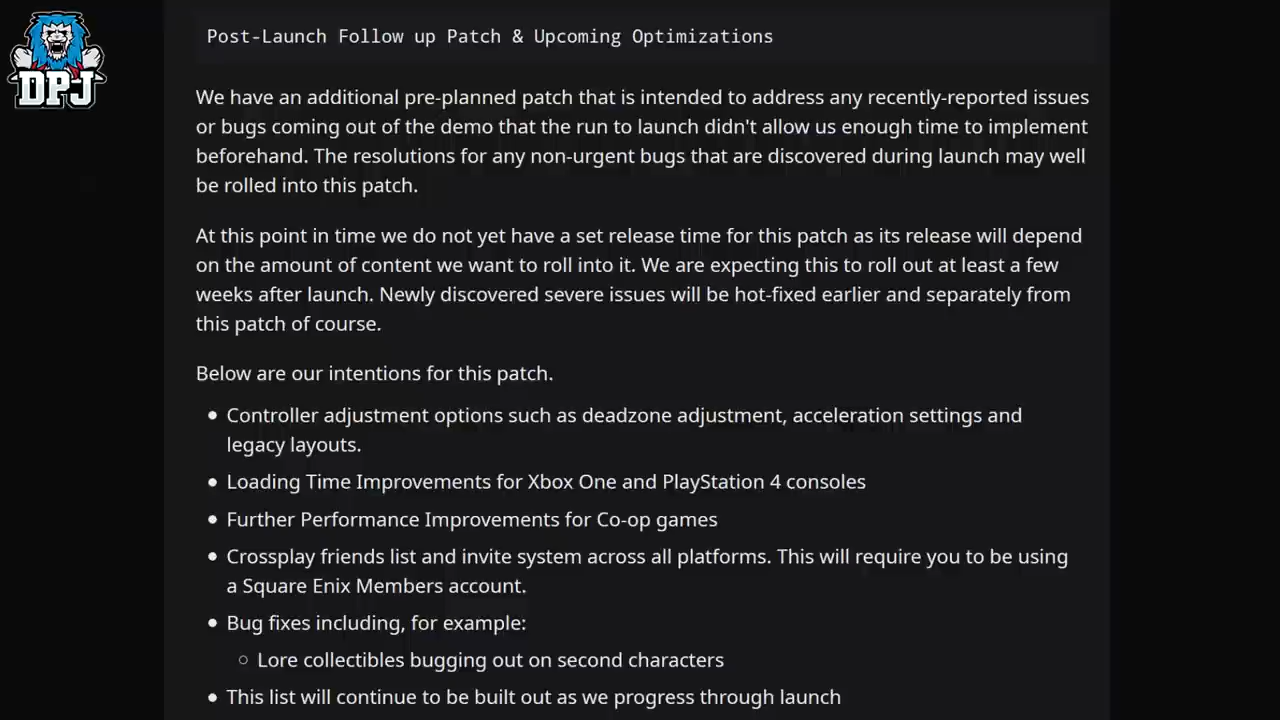 DPJ
Post-Launch Follow up Patch & Upcoming Optimizations
We have an additional pre-planned patch that is intended to address any recently-reported issues
or bugs coming out of the demo that the run to launch didn't allow us enough time to implement
beforehand. The resolutions for any non-urgent bugs that are discovered during launch may well
be rolled into this patch.
At this point in time we do not yet have a set release time for this patch as its release will depend
on the amount of content we want to roll into it. We are expecting this to roll out at least a few
weeks after launch. Newly discovered severe issues will be hot-fixed earlier and separately from
this patch of course.
Below are our intentions for this patch.
• Controller adjustment options such as deadzone adjustment, acceleration settings and
legacy layouts.
• Loading Time Improvements for Xbox One and PlayStation 4 consoles
• Further Performance Improvements for Co-op games
• Crossplay friends list and invite system across all platforms. This will require you to be using
a Square Enix Members account.
• Bug fixes including, for example:
○ Lore collectibles bugging out on second characters
• This list will continue to be built out as we progress through launch